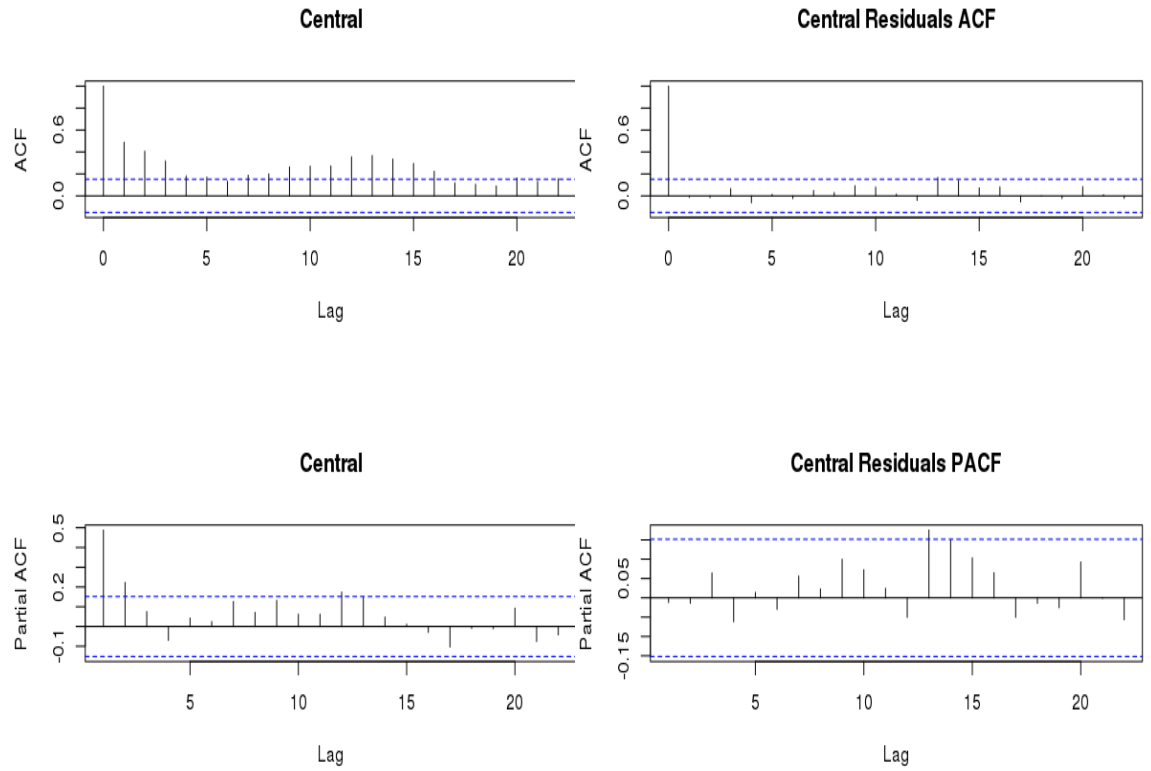 Central
ACF
0.0 0.6
0 5 10 15 20
Lag
Central Residuals ACF
ACF
0.0 0.6
0 5 10 15 20
Lag
Central
Partial ACF
-0.1 0.2 0.5
5 10 15 20
Lag
Central Residuals PACF
Partial ACF
-0.15 0.05
5 10 15 20
Lag